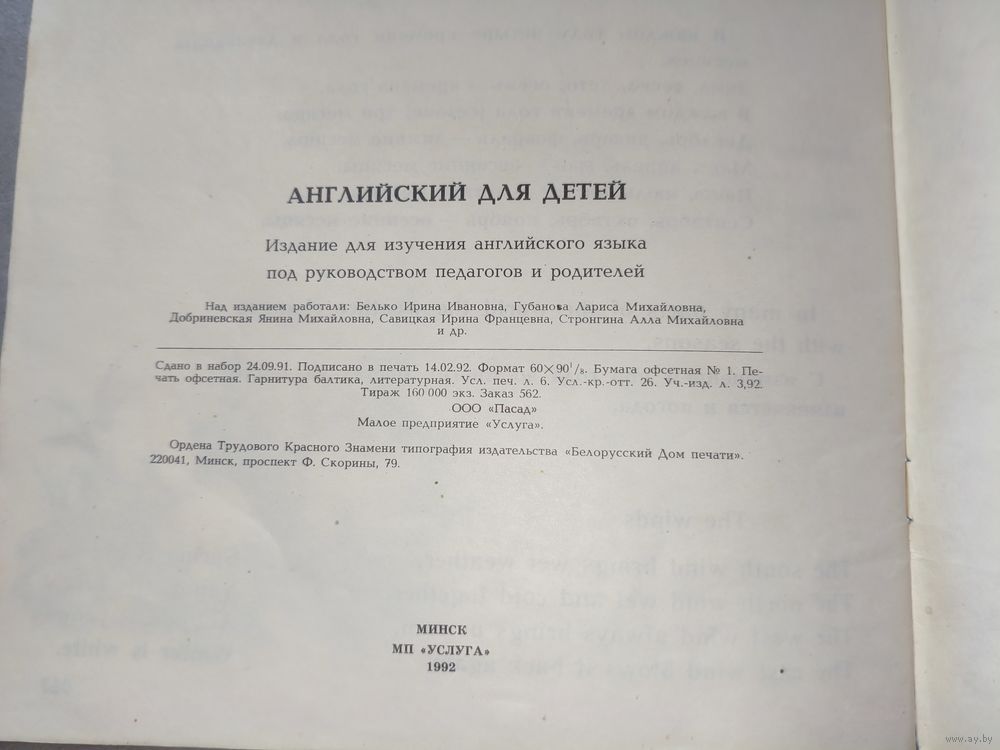 АНГЛИЙСКИЙ ДЛЯ ДЕТЕЙ
Издание для изучения английского языка
под руководством педагогов и родителей
Над изданием работали: Белько Ирина Ивановна, Губанова Лариса Михайловна,
Добриневская Янина Михайловна, Савицкая Ирина Францевна, Стронгина Алла Михайловна
и др.
Сдано в набор 24.09.91. Подписано в печать 14.02.92. Формат 60×90¹/₈. Бумага офсетная № 1. Пе-
чать офсетная. Гарнитура балтика, литературная. Усл. печ. л. 6. Усл.-кр.-отт. 26. Уч.-изд. л. 3,92.
Тираж 160 000 экз. Заказ 562.
ООО «Пасад»
Малое предприятие «Услуга».
Ордена Трудового Красного Знамени типография издательства «Белорусский Дом печати».
220041, Минск, проспект Ф. Скорины, 79.
МИНСК
МП «УСЛУГА»
1992
www.ay.by